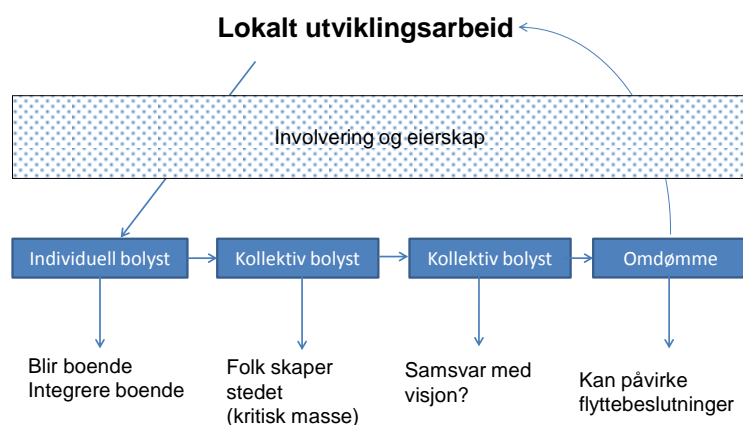 Lokalt utviklingsarbeid
Involvering og eierskap
Individuell bolyst
Kollektiv bolyst
Kollektiv bolyst
Omdømme
Blir boende
Integrere boende
Folk skaper
stedet
(kritisk masse)
Samsvar med
visjon?
Kan påvirke
flyttebeslutninger